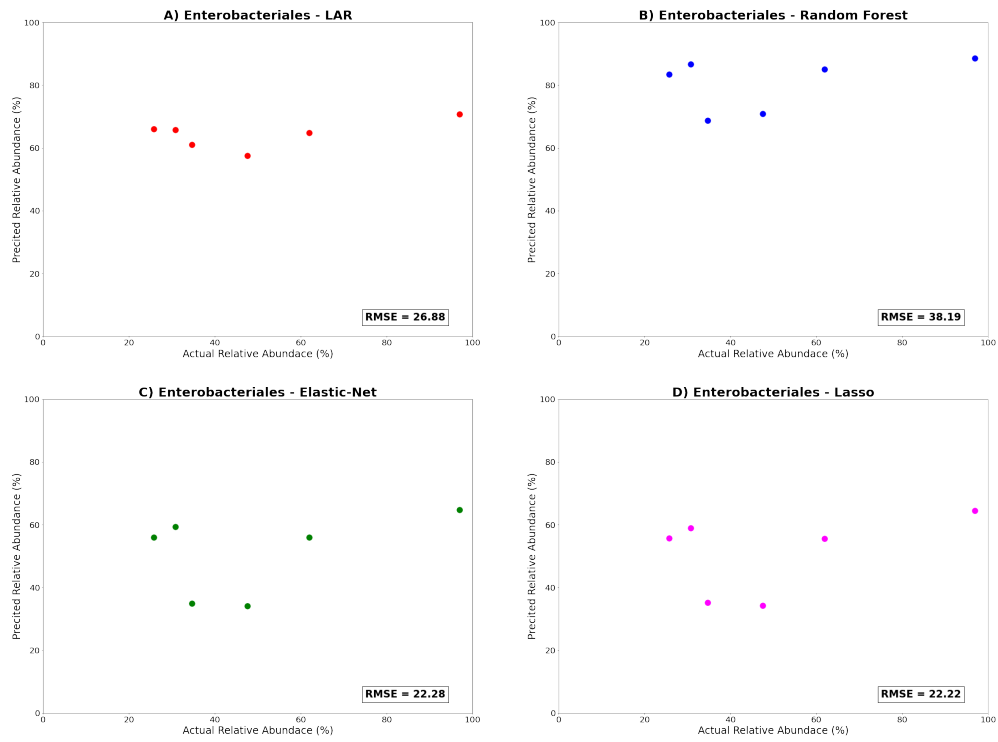 A) Enterobacteriales - LAR
Precited Relative Abundance (%)
100
80
60
40
20
0
RMSE = 26.88
0 20 40 60 80 100
Actual Relative Abundace (%)
B) Enterobacteriales - Random Forest
Precited Relative Abundance (%)
100
80
60
40
20
0
RMSE = 38.19
0 20 40 60 80 100
Actual Relative Abundace (%)
C) Enterobacteriales - Elastic-Net
Precited Relative Abundance (%)
100
80
60
40
20
0
RMSE = 22.28
0 20 40 60 80 100
Actual Relative Abundance (%)
D) Enterobacteriales - Lasso
Precited Relative Abundance (%)
100
80
60
40
20
0
RMSE = 22.22
0 20 40 60 80 100
Actual Relative Abundance (%)